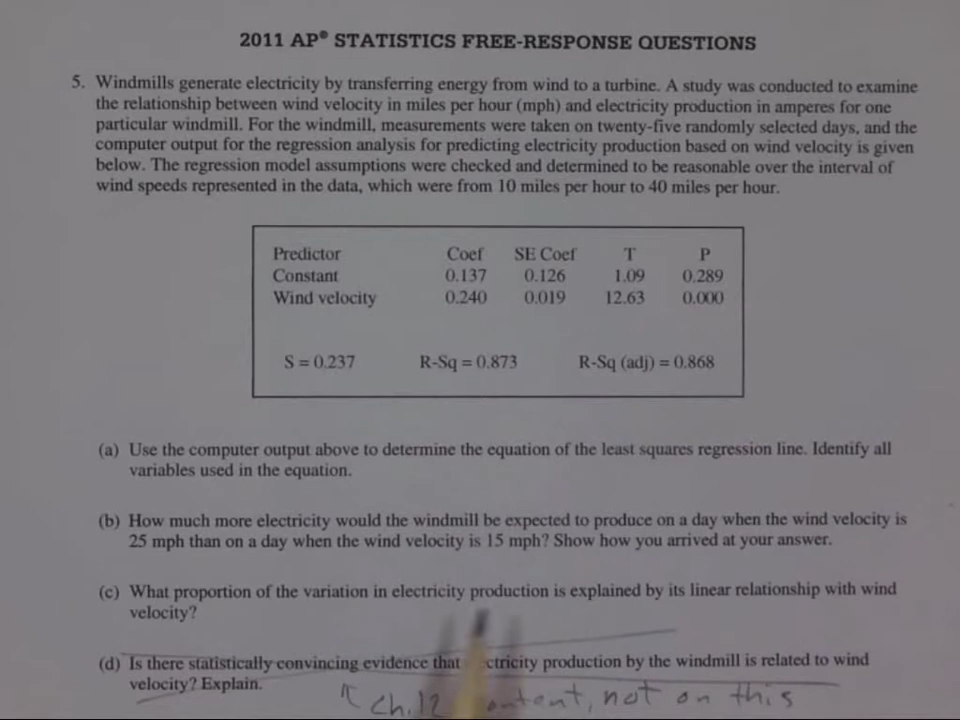 2011 AP® STATISTICS FREE-RESPONSE QUESTIONS
5. Windmills generate electricity by transferring energy from wind to a turbine. A study was conducted to examine
the relationship between wind velocity in miles per hour (mph) and electricity production in amperes for one
particular windmill. For the windmill, measurements were taken on twenty-five randomly selected days, and the
computer output for the regression analysis for predicting electricity production based on wind velocity is given
below. The regression model assumptions were checked and determined to be reasonable over the interval of
wind speeds represented in the data, which were from 10 miles per hour to 40 miles per hour.
Predictor Coef SE Coef T P
Constant 0.137 0.126 1.09 0.289
Wind velocity 0.240 0.019 12.63 0.000
S = 0.237 R-Sq = 0.873 R-Sq (adj) = 0.868
(a) Use the computer output above to determine the equation of the least squares regression line. Identify all
variables used in the equation.
(b) How much more electricity would the windmill be expected to produce on a day when the wind velocity is
25 mph than on a day when the wind velocity is 15 mph? Show how you arrived at your answer.
(c) What proportion of the variation in electricity production is explained by its linear relationship with wind
velocity?
(d) Is there statistically convincing evidence that ctricity production by the windmill is related to wind
velocity? Explain.
Ch.12 ontent, not on this